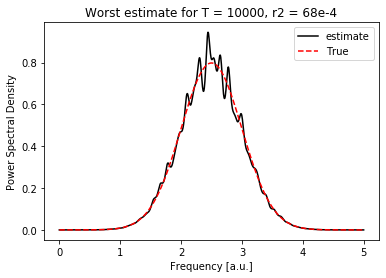 Worst estimate for T = 10000, r2 = 68e-4
estimate
True
Power Spectral Density
0.8
0.6
0.4
0.2
0.0
0 1 2 3 4 5
Frequency [a.u.]